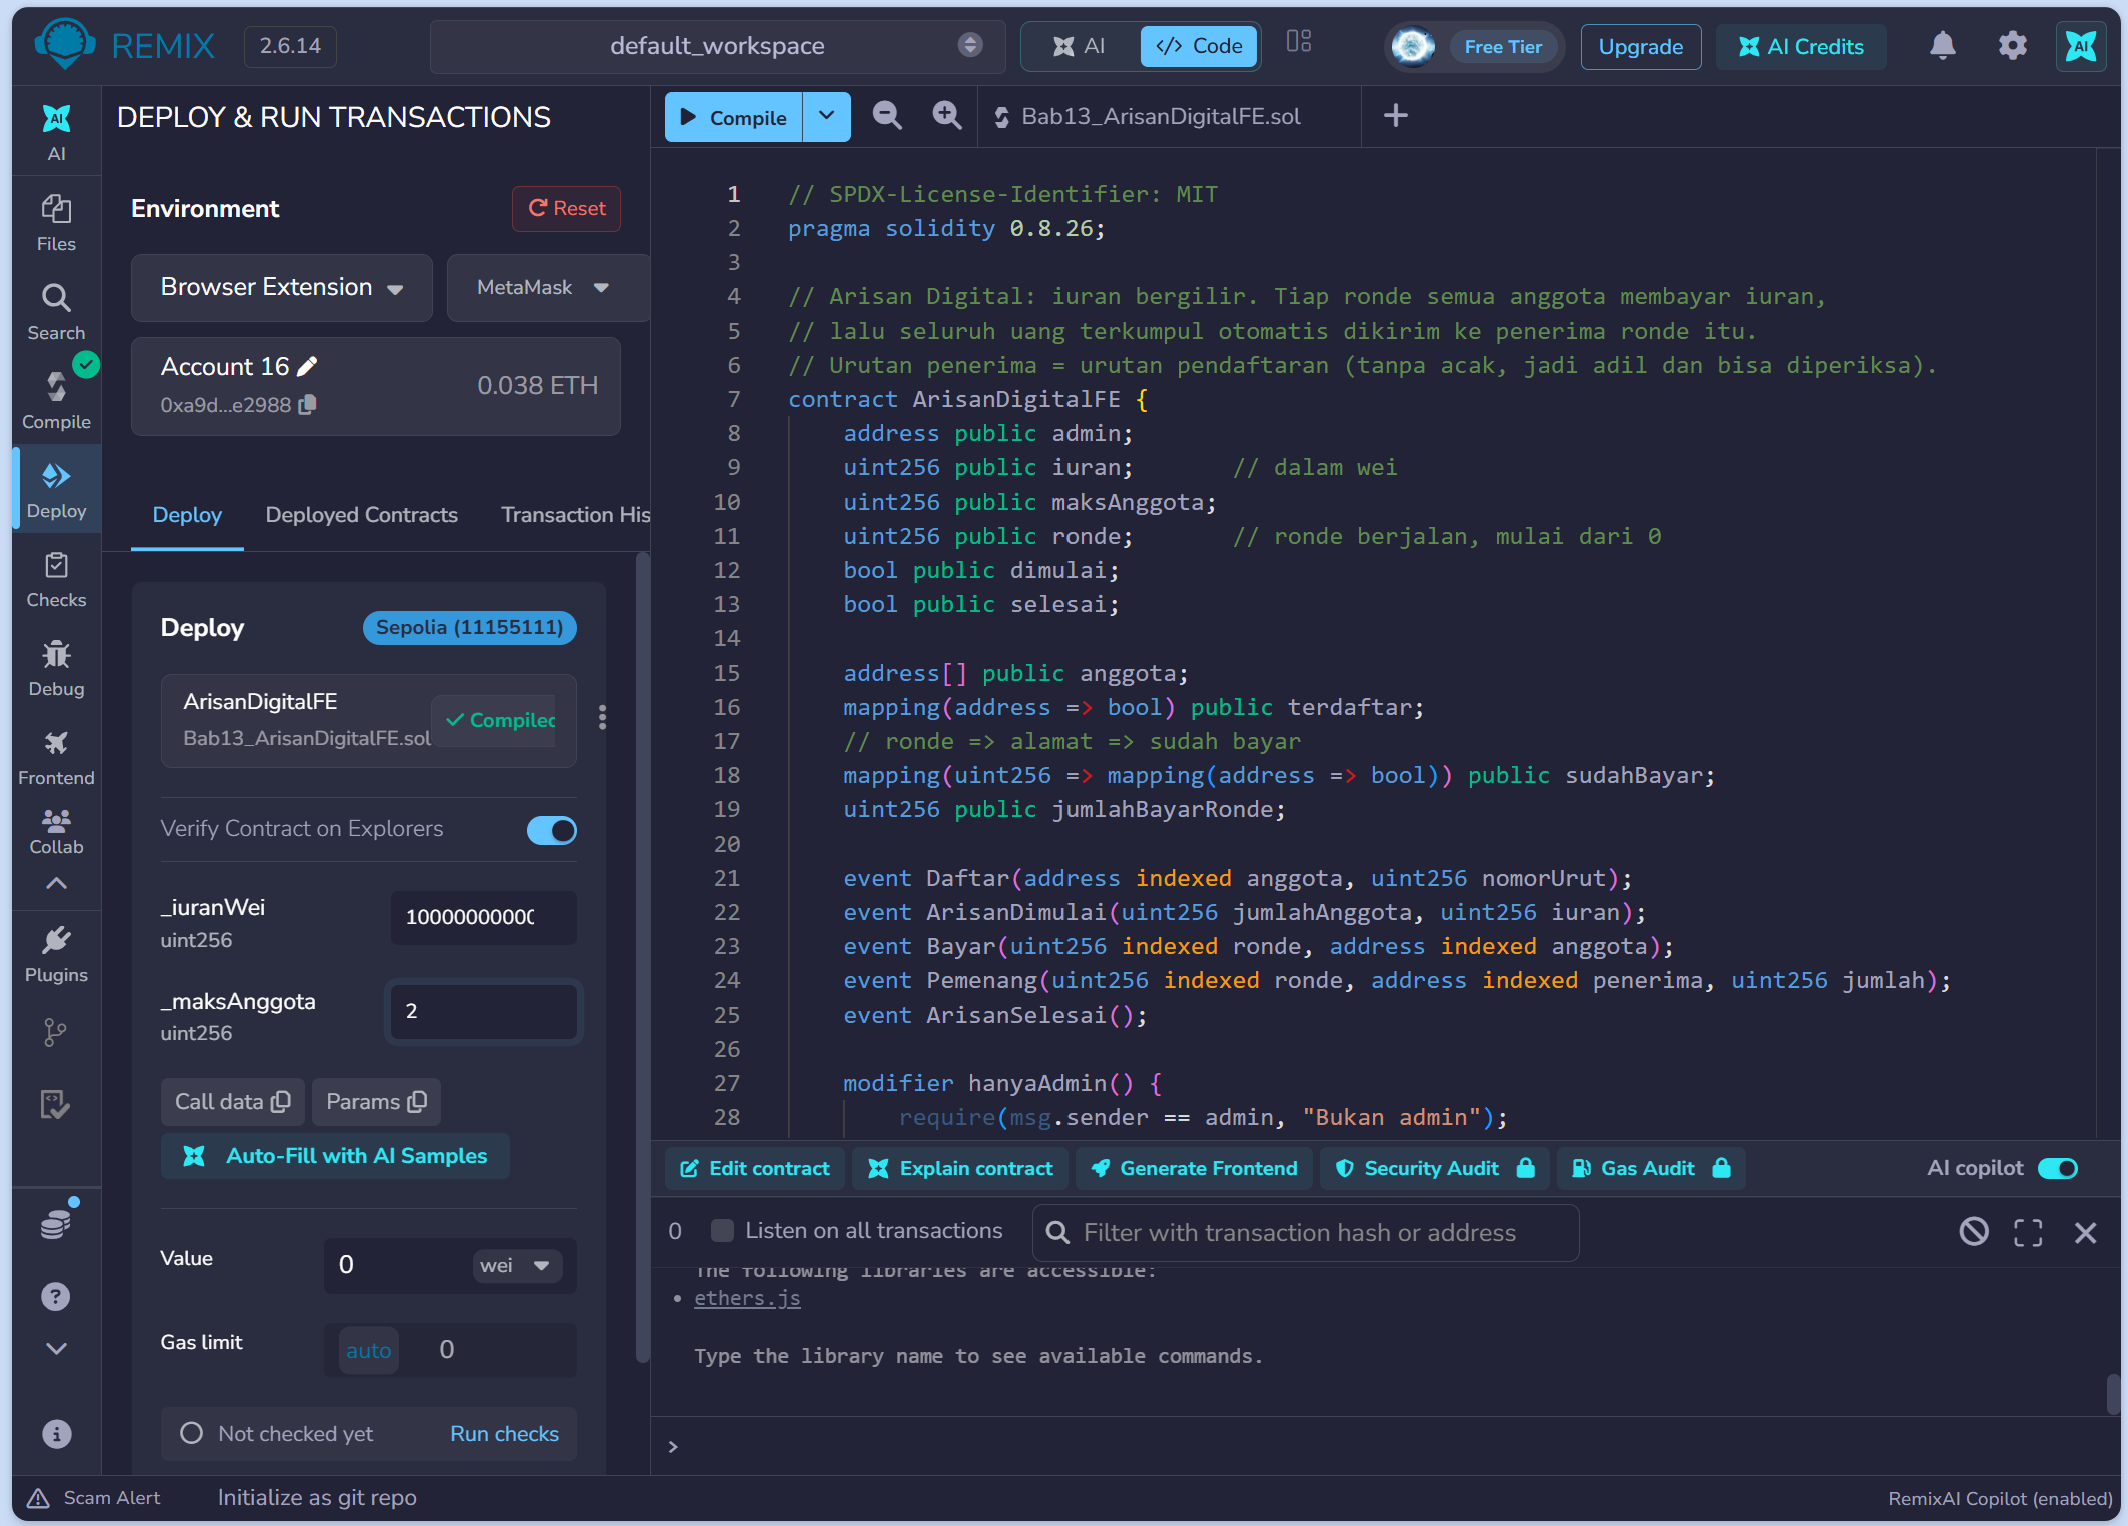 REMIX
2.6.14
default_workspace
AI
Code
Free Tier
Upgrade
AI Credits
AI
AI
AI
Files
Search
Compile
Deploy
Checks
Debug
Frontend
Collab
Plugins
DEPLOY & RUN TRANSACTIONS
Environment
Reset
Browser Extension
MetaMask
Account 16
0xa9d...e2988
0.038 ETH
Deploy
Deployed Contracts
Transaction His
Deploy
Sepolia (11155111)
ArisanDigitalFE
Bab13_ArisanDigitalFE.sol
Compiled
Verify Contract on Explorers
_iuranWei
uint256
10000000000
_maksAnggota
uint256
2
Call data
Params
Auto-Fill with AI Samples
Value
0
wei
Gas limit
auto
0
Not checked yet
Run checks
Compile
Bab13_ArisanDigitalFE.sol
1 // SPDX-License-Identifier: MIT
2 pragma solidity 0.8.26;
3
4 // Arisan Digital: iuran bergilir. Tiap ronde semua anggota membayar iuran,
5 // lalu seluruh uang terkumpul otomatis dikirim ke penerima ronde itu.
6 // Urutan penerima = urutan pendaftaran (tanpa acak, jadi adil dan bisa diperiksa).
7 contract ArisanDigitalFE {
8 address public admin;
9 uint256 public iuran; // dalam wei
10 uint256 public maksAnggota;
11 uint256 public ronde; // ronde berjalan, mulai dari 0
12 bool public dimulai;
13 bool public selesai;
14
15 address[] public anggota;
16 mapping(address => bool) public terdaftar;
17 // ronde => alamat => sudah bayar
18 mapping(uint256 => mapping(address => bool)) public sudahBayar;
19 uint256 public jumlahBayarRonde;
20
21 event Daftar(address indexed anggota, uint256 nomorUrut);
22 event ArisanDimulai(uint256 jumlahAnggota, uint256 iuran);
23 event Bayar(uint256 indexed ronde, address indexed anggota);
24 event Pemenang(uint256 indexed ronde, address indexed penerima, uint256 jumlah);
25 event ArisanSelesai();
26
27 modifier hanyaAdmin() {
28 require(msg.sender == admin, "Bukan admin");
Edit contract
Explain contract
Generate Frontend
Security Audit
Gas Audit
AI copilot
0
Listen on all transactions
Filter with transaction hash or address
The following libraries are accessible:
• ethers.js
Type the library name to see available commands.
>
Scam Alert
Initialize as git repo
RemixAI Copilot (enabled)